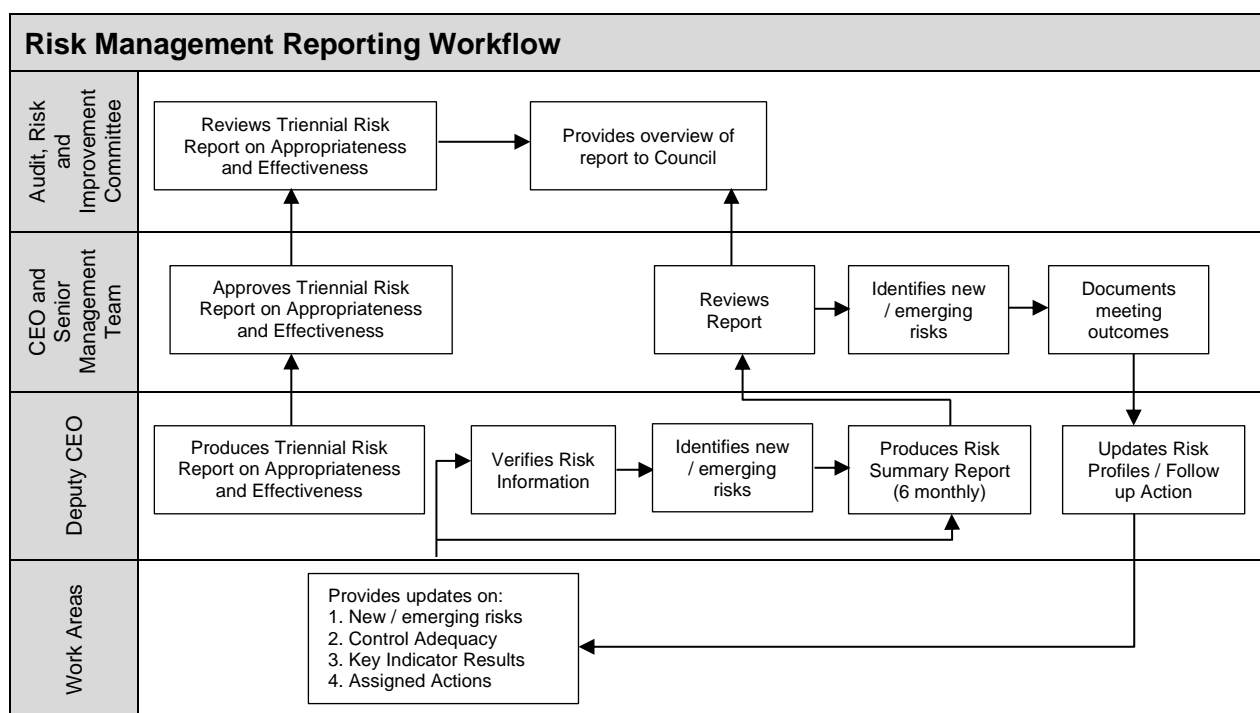 Risk Management Reporting Workflow
Audit, Risk
and
Improvement
Committee
Reviews Triennial Risk
Report on Appropriateness
and Effectiveness
Provides overview of
report to Council
CEO and
Senior
Management
Team
Approves Triennial Risk
Report on Appropriateness
and Effectiveness
Reviews
Report
Identifies new
/ emerging
risks
Documents
meeting
outcomes
Deputy CEO
Produces Triennial Risk
Report on Appropriateness
and Effectiveness
Verifies Risk
Information
Identifies new
/ emerging
risks
Produces Risk
Summary Report
(6 monthly)
Updates Risk
Profiles / Follow
up Action
Work Areas
Provides updates on:
1. New / emerging risks
2. Control Adequacy
3. Key Indicator Results
4. Assigned Actions